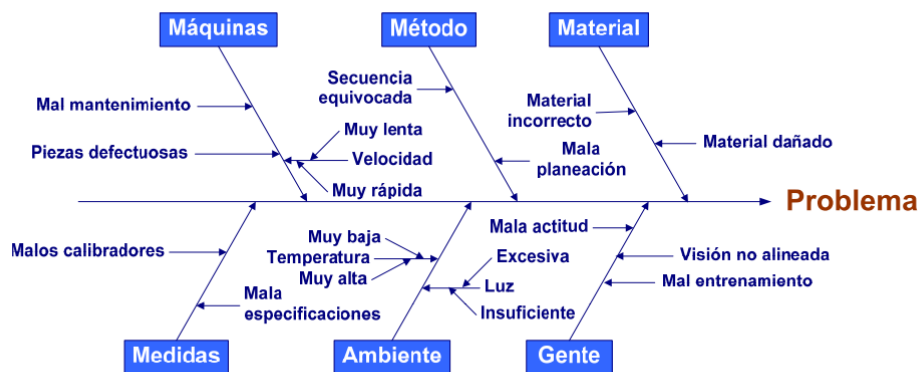 Máquinas
Método
Material
Mal mantenimiento
Piezas defectuosas
Muy lenta
Velocidad
Muy rápida
Secuencia
equivocada
Mala
planeación
Material
incorrecto
Material dañado
Problema
Malos calibradores
Mala
especificaciones
Muy baja
Temperatura
Muy alta
Excesiva
Luz
Insuficiente
Mala actitud
Visión no alineada
Mal entrenamiento
Medidas
Ambiente
Gente